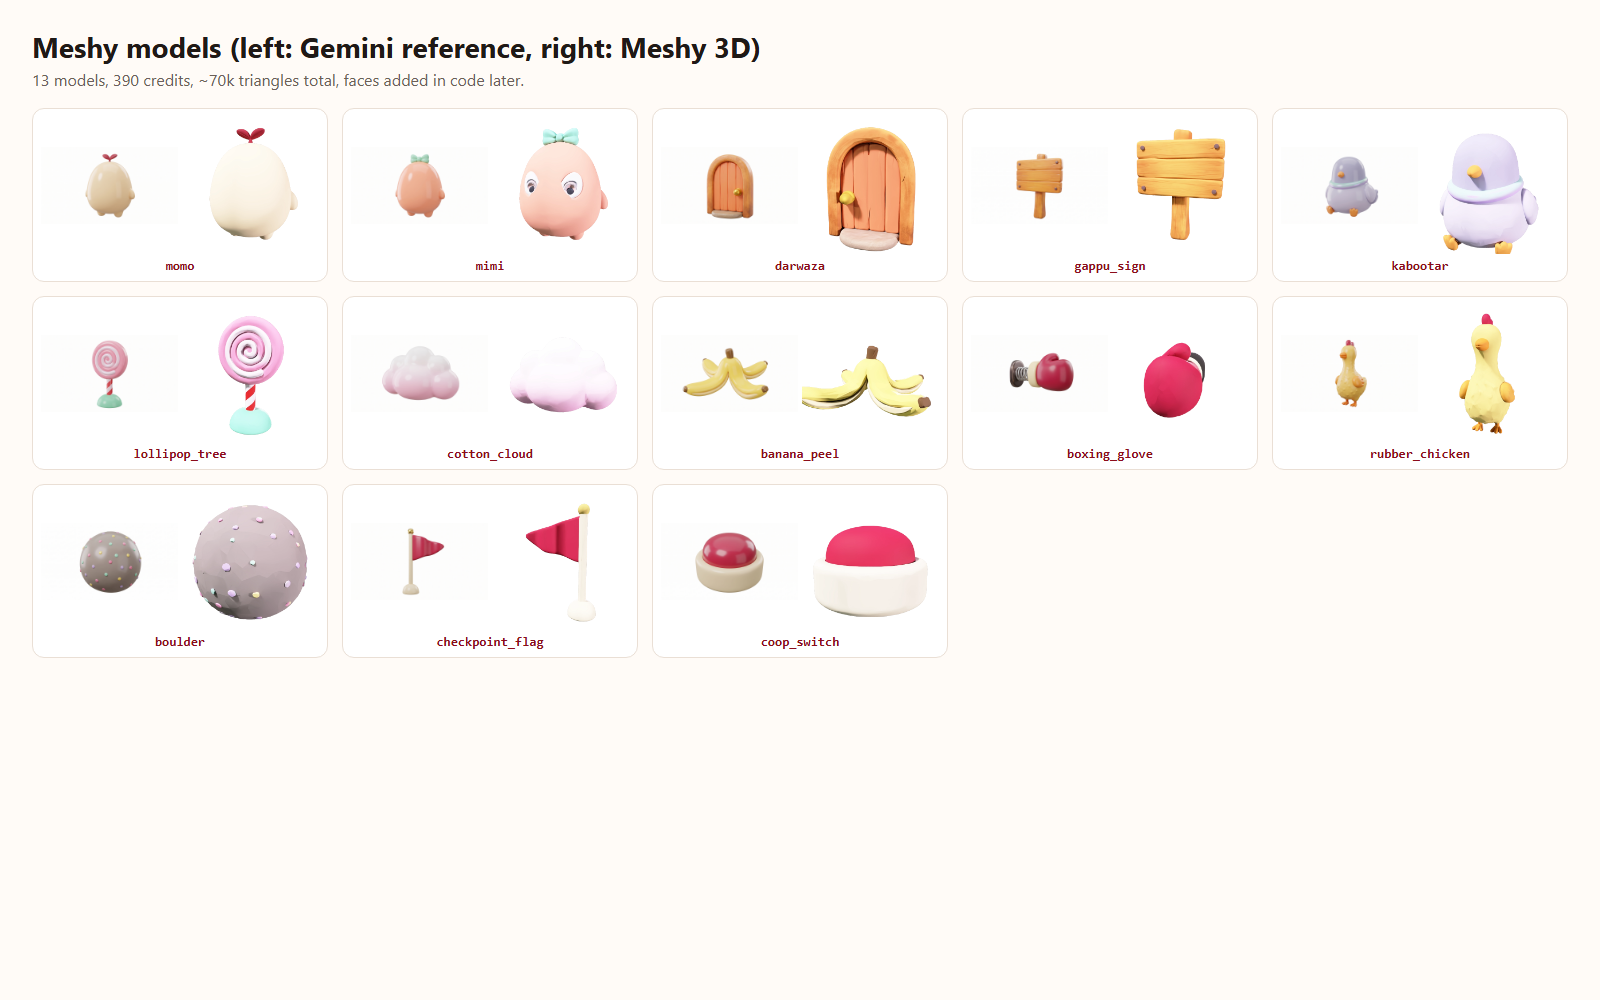 Meshy models (left: Gemini reference, right: Meshy 3D)
13 models, 390 credits, ~70k triangles total, faces added in code later.
momo
mimi
darwaza
gappu_sign
kabootar
lollipop_tree
cotton_cloud
banana_peel
boxing_glove
rubber_chicken
boulder
checkpoint_flag
coop_switch